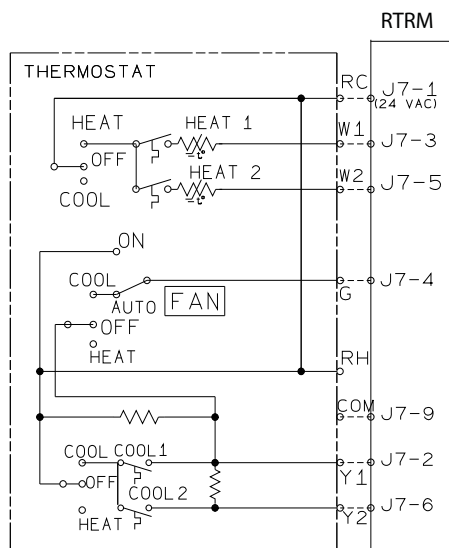 RTRM
THERMOSTAT
RC
J7-1
(24 VAC)
HEAT
HEAT 1
W1
J7-3
OFF
-t°
HEAT 2
W2
J7-5
COOL
-t°
ON
COOL
AUTO
FAN
G
J7-4
OFF
HEAT
RH
COM
J7-9
COOL
COOL1
Y1
J7-2
OFF
COOL2
HEAT
Y2
J7-6